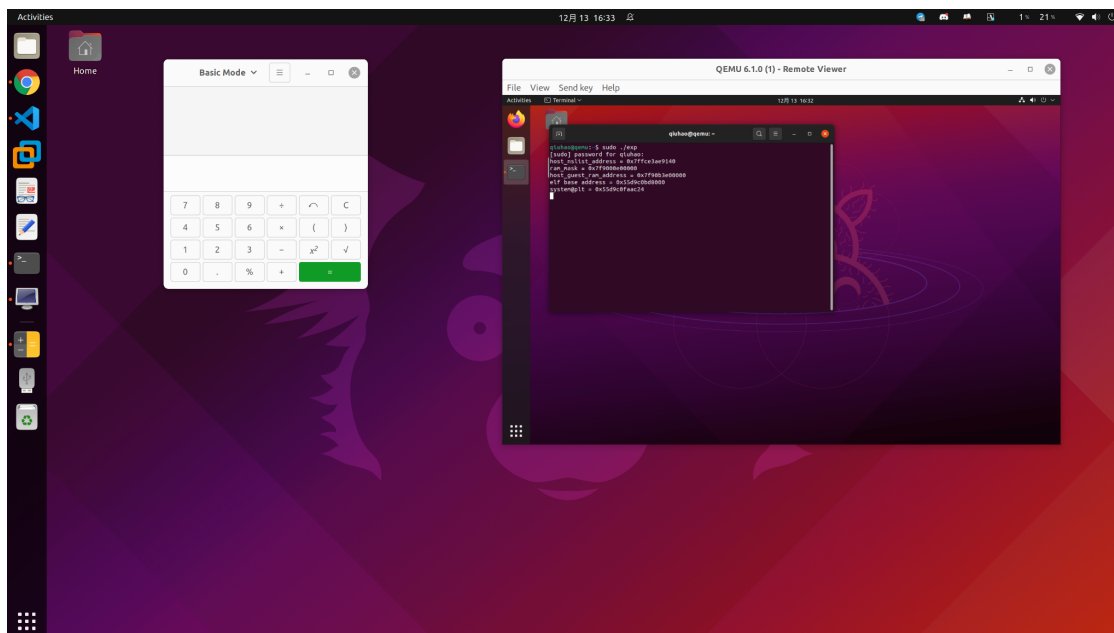 Activities
12月 13 16:33
1% 21%
Home
Basic Mode
7 8 9 ÷ C
4 5 6 × ( )
1 2 3 − x² √
0 . % + =
QEMU 6.1.0 (1) - Remote Viewer
File View Send key Help
Activities Terminal 12月 13 16:32
qiuhao@qemu: ~
qiuhao@qemu:~$ sudo ./exp
[sudo] password for qiuhao:
host_nslist_address = 0x7ffce3ae9140
ram_mask = 0x7f9000e00000
host_guest_ram_address = 0x7f90b3e00000
elf base address = 0x55d9c0bd8000
system@plt = 0x55d9c0faac24